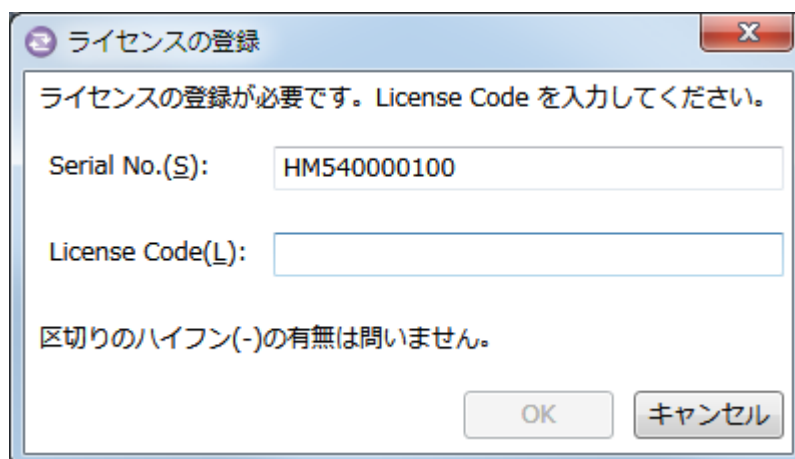 ライセンスの登録
ライセンスの登録が必要です。License Code を入力してください。
Serial No.(S): HM540000100
License Code(L):
区切りのハイフン(-)の有無は問いません。
OK キャンセル